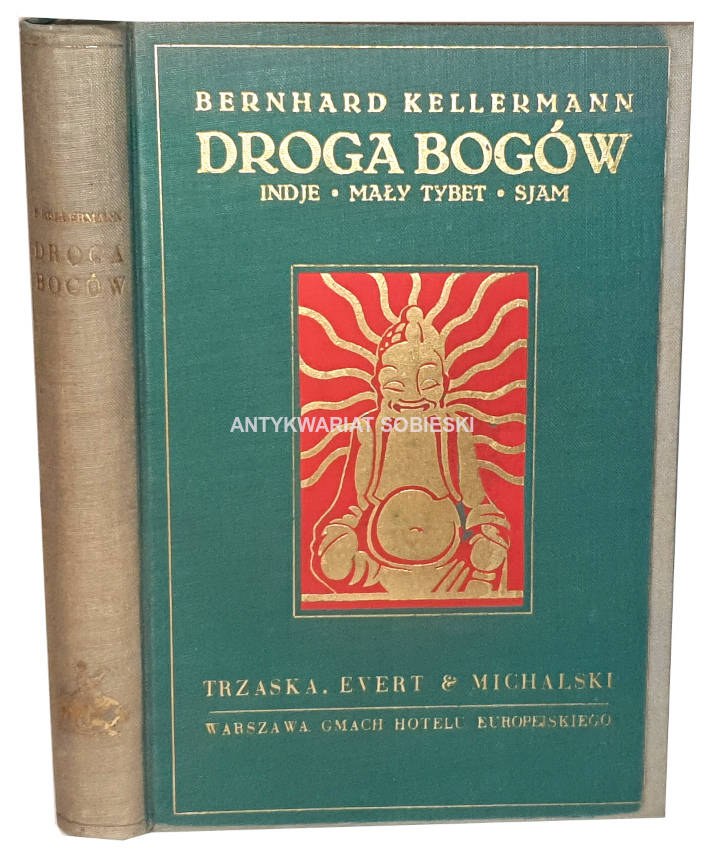 BERNHARD KELLERMANN
DROGA BOGÓW
INDJE • MAŁY TYBET • SJAM
ANTYKWARIAT SOBIESKI
TRZASKA, EVERT & MICHALSKI
WARSZAWA, GMACH HOTELU EUROPEJSKIEGO
KELLERMANN
DROGA
BOGÓW